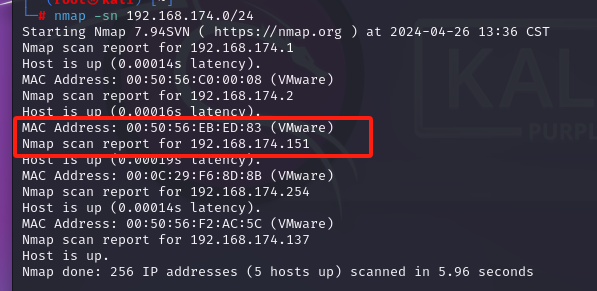 (root㉿kali) [~]
# nmap -sn 192.168.174.0/24
Starting Nmap 7.94SVN ( https://nmap.org ) at 2024-04-26 13:36 CST
Nmap scan report for 192.168.174.1
Host is up (0.00014s latency).
MAC Address: 00:50:56:C0:00:08 (VMware)
Nmap scan report for 192.168.174.2
Host is up (0.00016s latency).
MAC Address: 00:50:56:EB:ED:83 (VMware)
Nmap scan report for 192.168.174.151
Host is up (0.00019s latency).
MAC Address: 00:0C:29:F6:8D:8B (VMware)
Nmap scan report for 192.168.174.254
Host is up (0.00014s latency).
MAC Address: 00:50:56:F2:AC:5C (VMware)
Nmap scan report for 192.168.174.137
Host is up.
Nmap done: 256 IP addresses (5 hosts up) scanned in 5.96 seconds
KAL
PURPL